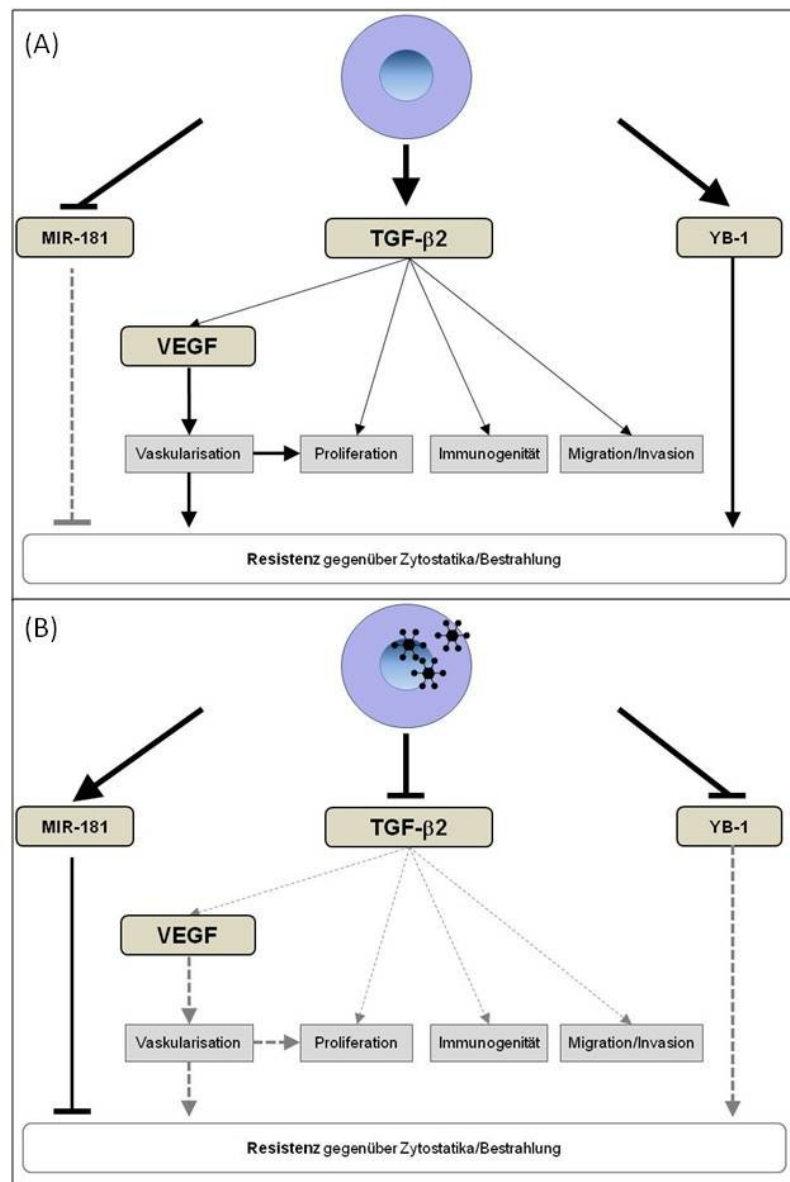 (A)
MIR-181
TGF-β2
YB-1
VEGF
Vaskularisation
Proliferation
Immunogenität
Migration/Invasion
Resistenz gegenüber Zytostatika/Bestrahlung
(B)
MIR-181
TGF-β2
YB-1
VEGF
Vaskularisation
Proliferation
Immunogenität
Migration/Invasion
Resistenz gegenüber Zytostatika/Bestrahlung